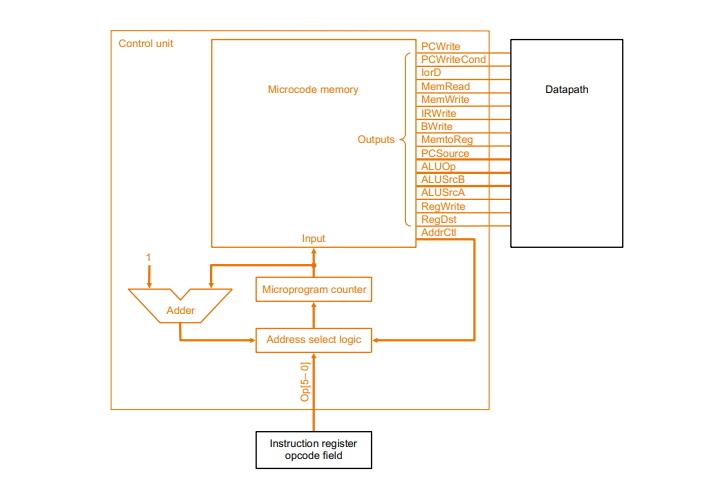 Control unit
Microcode memory
Outputs
Input
PCWrite
PCWriteCond
IorD
MemRead
MemWrite
IRWrite
BWrite
MemtoReg
PCSource
ALUOp
ALUSrcB
ALUSrcA
RegWrite
RegDst
AddrCtl
Datapath
1
Microprogram counter
Adder
Address select logic
Op[5–0]
Instruction register
opcode field